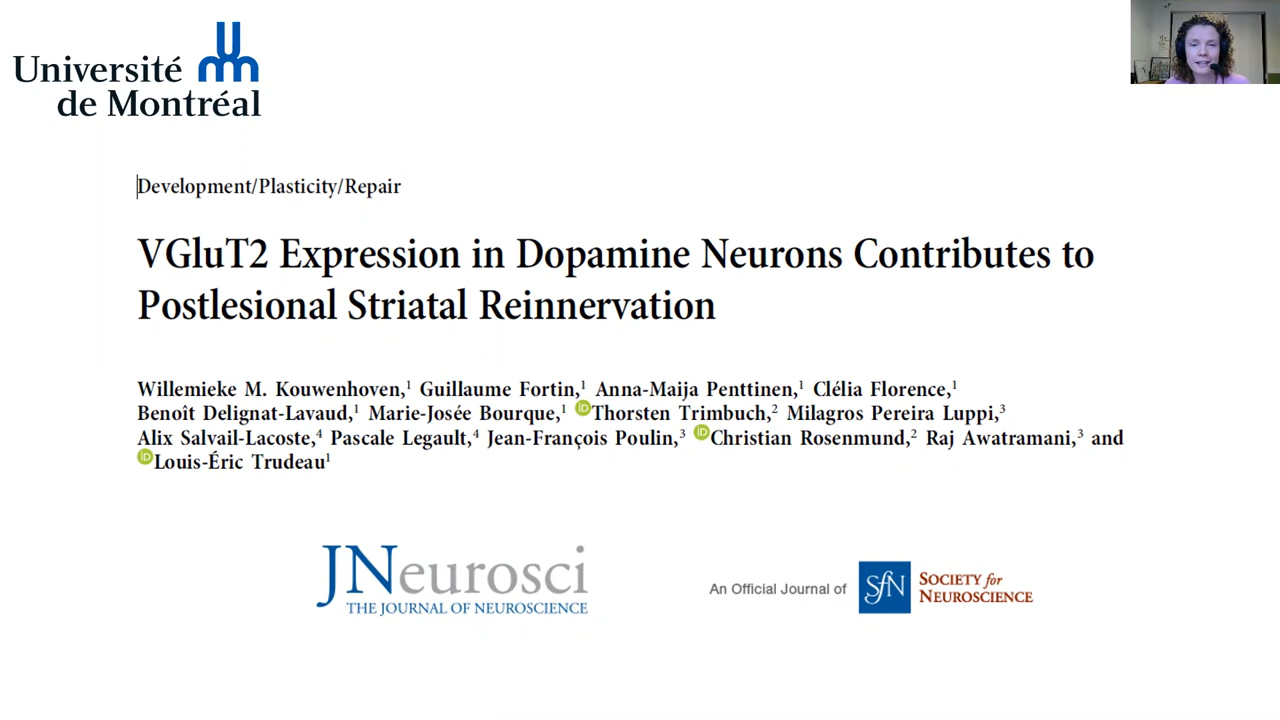 Université
de Montréal
Development/Plasticity/Repair
VGluT2 Expression in Dopamine Neurons Contributes to
Postlesional Striatal Reinnervation
Willemieke M. Kouwenhoven,¹ Guillaume Fortin,¹ Anna-Maija Penttinen,¹ Clélia Florence,¹
Benoît Delignat-Lavaud,¹ Marie-Josée Bourque,¹ iD Thorsten Trimbuch,² Milagros Pereira Luppi,³
Alix Salvail-Lacoste,⁴ Pascale Legault,⁴ Jean-François Poulin,³ iD Christian Rosenmund,² Raj Awatramani,³ and
iD Louis-Éric Trudeau¹
JNeurosci
THE JOURNAL OF NEUROSCIENCE
An Official Journal of
SfN
SOCIETY for
NEUROSCIENCE